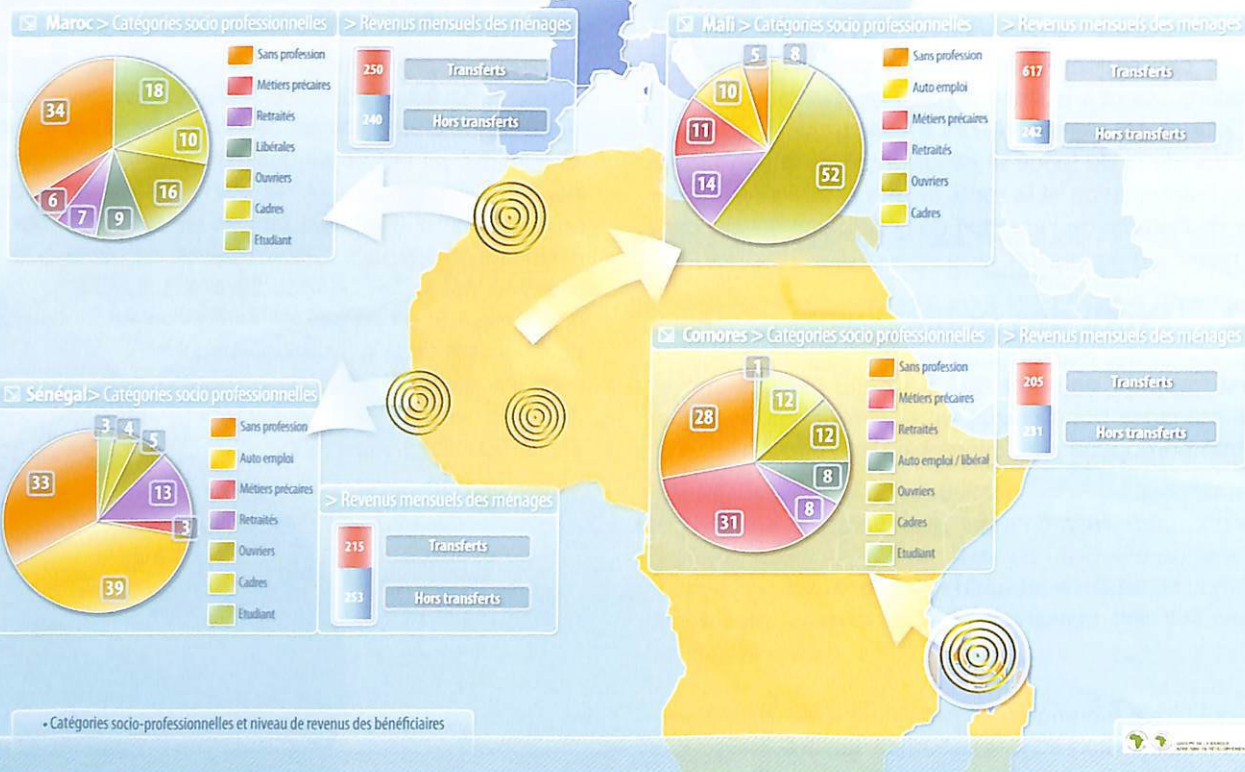 Maroc > Catégories socio professionnelles
34
18
10
16
9
7
6
Sans profession
Métiers précaires
Retraités
Libérales
Ouvriers
Cadres
Etudiant
> Revenus mensuels des ménages
250
Transferts
240
Hors transferts
Mali > Catégories socio professionnelles
5
8
10
11
14
52
Sans profession
Auto emploi
Métiers précaires
Retraités
Ouvriers
Cadres
> Revenus mensuels des ménages
617
Transferts
242
Hors transferts
Sénégal > Catégories socio professionnelles
3
4
5
13
3
33
39
Sans profession
Auto emploi
Métiers précaires
Retraités
Ouvriers
Cadres
Etudiant
> Revenus mensuels des ménages
215
Transferts
253
Hors transferts
Comores > Catégories socio professionnelles
1
12
12
8
8
28
31
Sans profession
Métiers précaires
Retraités
Auto emploi / libéral
Ouvriers
Cadres
Etudiant
> Revenus mensuels des ménages
205
Transferts
231
Hors transferts
• Catégories socio-professionnelles et niveau de revenus des bénéficiaires